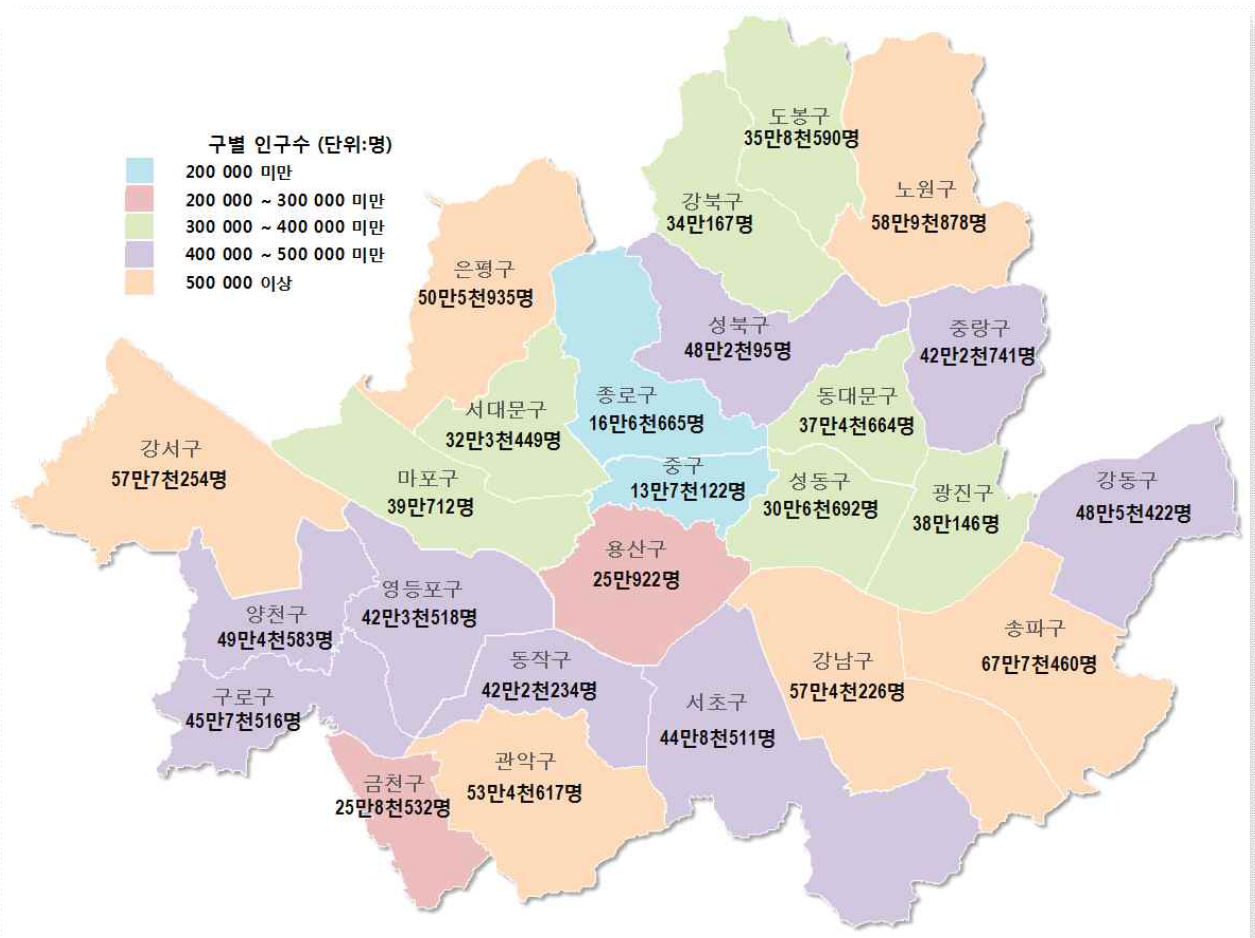 구별 인구수 (단위:명)
200 000 미만
200 000 ~ 300 000 미만
300 000 ~ 400 000 미만
400 000 ~ 500 000 미만
500 000 이상
도봉구
35만8천590명
노원구
58만9천878명
강북구
34만167명
은평구
50만5천935명
성북구
48만2천95명
중랑구
42만2천741명
종로구
16만6천665명
동대문구
37만4천664명
서대문구
32만3천449명
강서구
57만7천254명
마포구
39만712명
중구
13만7천122명
성동구
30만6천692명
광진구
38만146명
강동구
48만5천422명
용산구
25만922명
영등포구
42만3천518명
양천구
49만4천583명
송파구
67만7천460명
동작구
42만2천234명
강남구
57만4천226명
구로구
45만7천516명
서초구
44만8천511명
관악구
53만4천617명
금천구
25만8천532명